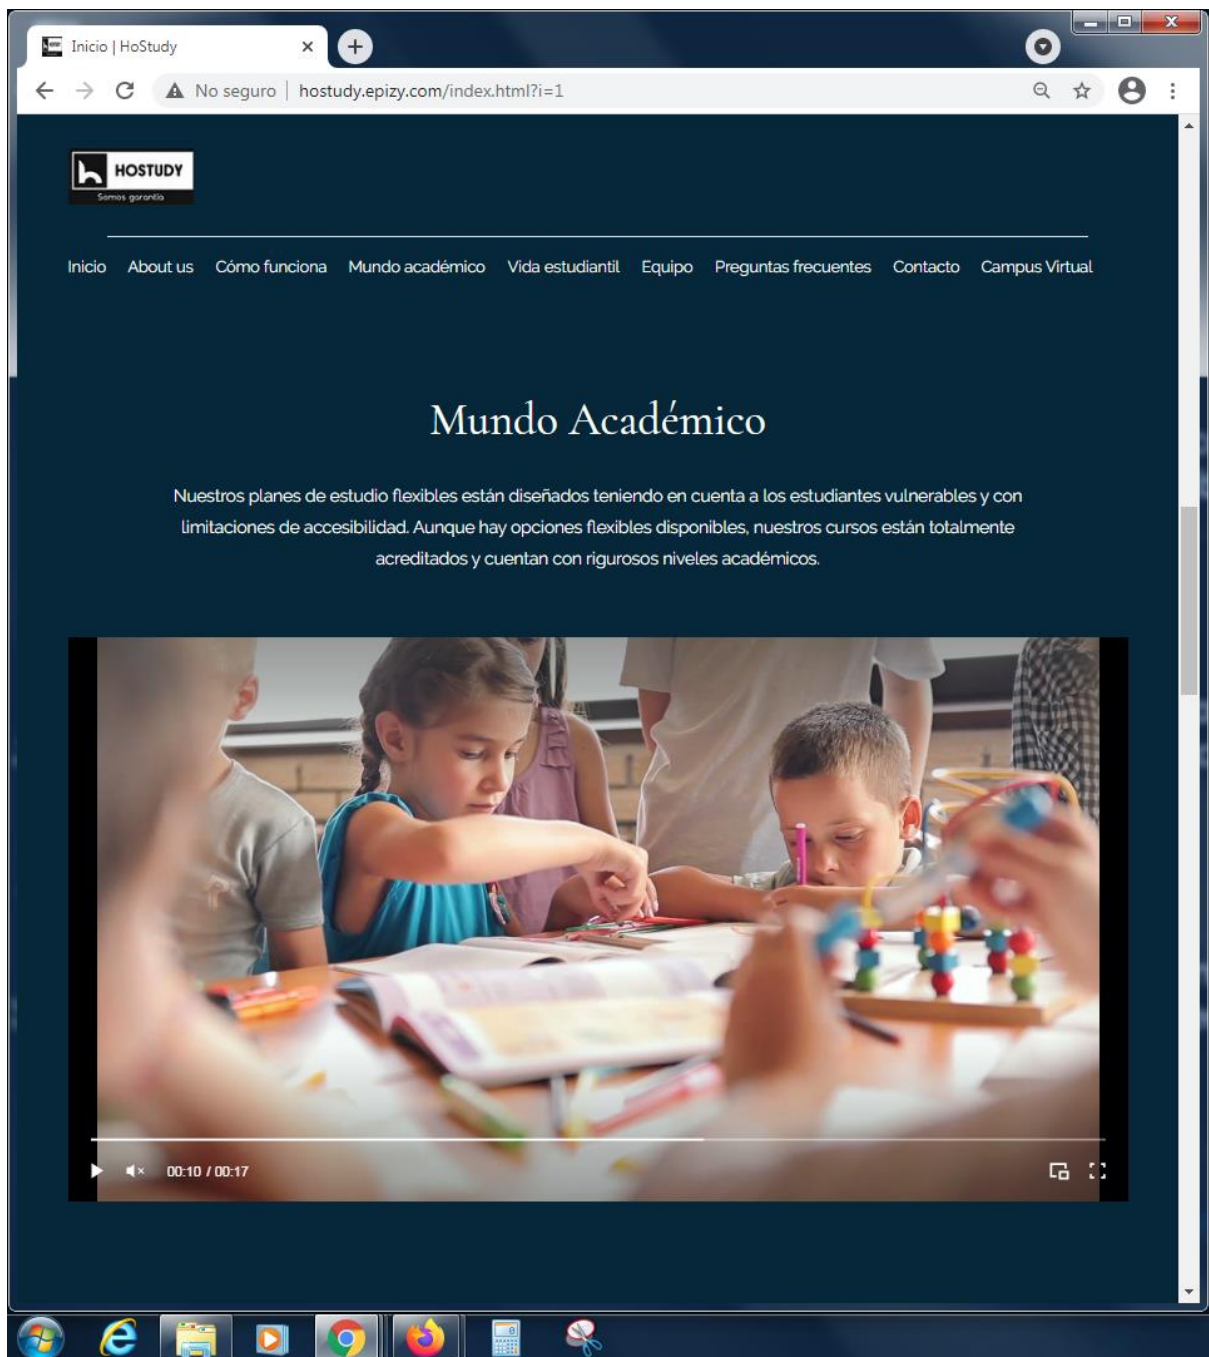 Inicio | HoStudy
No seguro | hostudy.epizy.com/index.html?i=1
HOSTUDY
Somos garantía
Inicio About us Cómo funciona Mundo académico Vida estudiantil Equipo Preguntas frecuentes Contacto Campus Virtual
Mundo Académico
Nuestros planes de estudio flexibles están diseñados teniendo en cuenta a los estudiantes vulnerables y con
limitaciones de accesibilidad. Aunque hay opciones flexibles disponibles, nuestros cursos están totalmente
acreditados y cuentan con rigurosos niveles académicos.
00:10 / 00:17